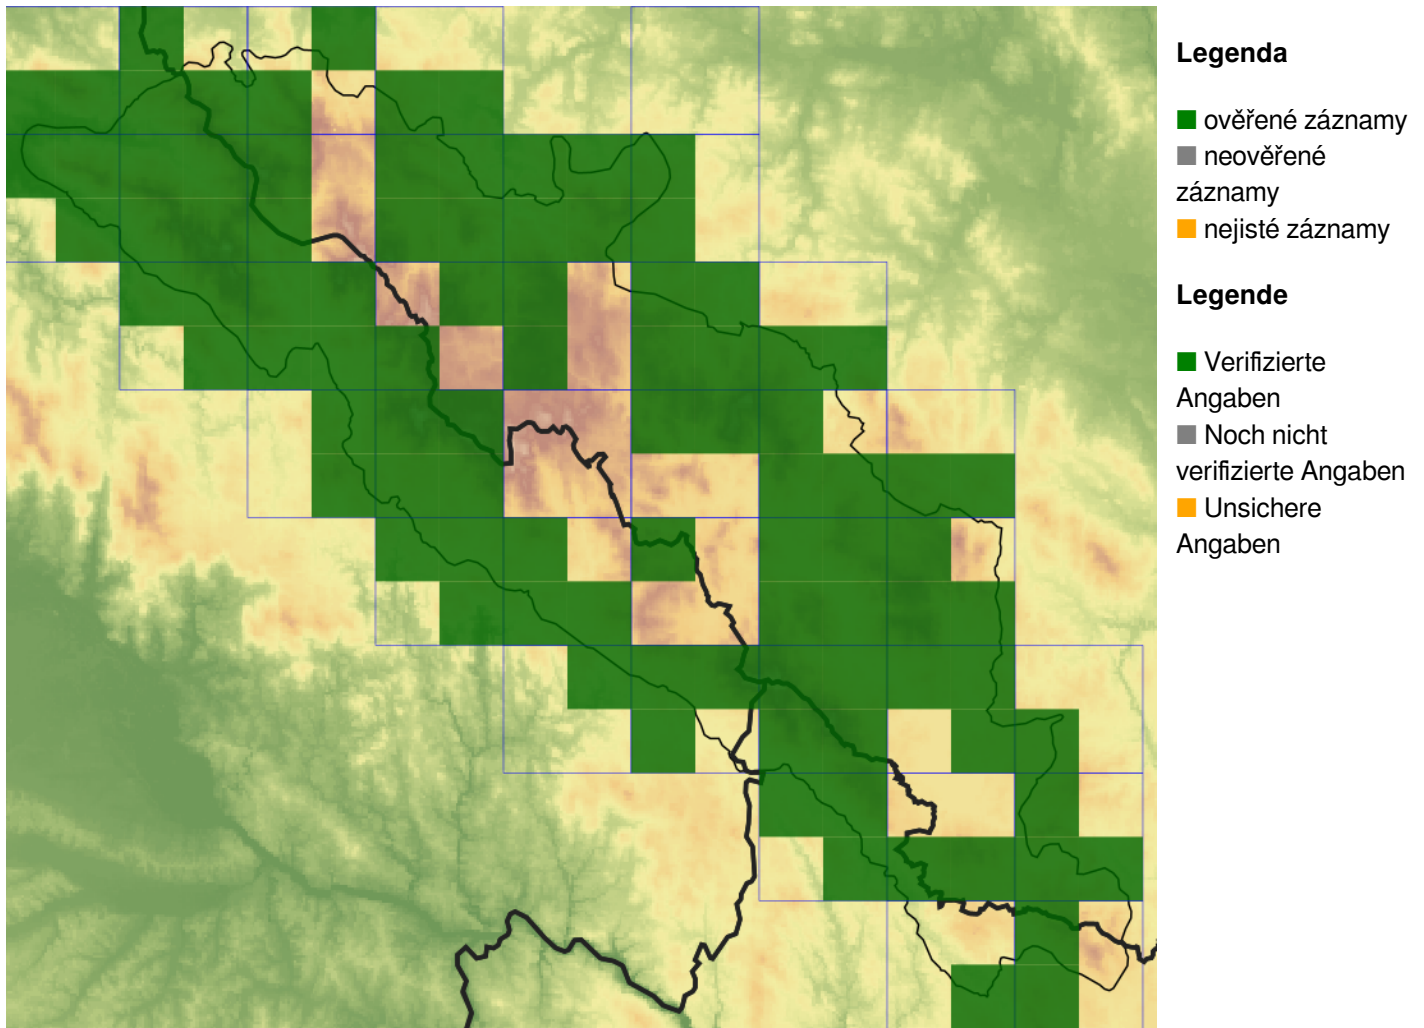 Legenda
ověřené záznamy
neověřené
záznamy
nejisté záznamy
Legende
Verifizierte
Angaben
Noch nicht
verifizierte Angaben
Unsichere
Angaben